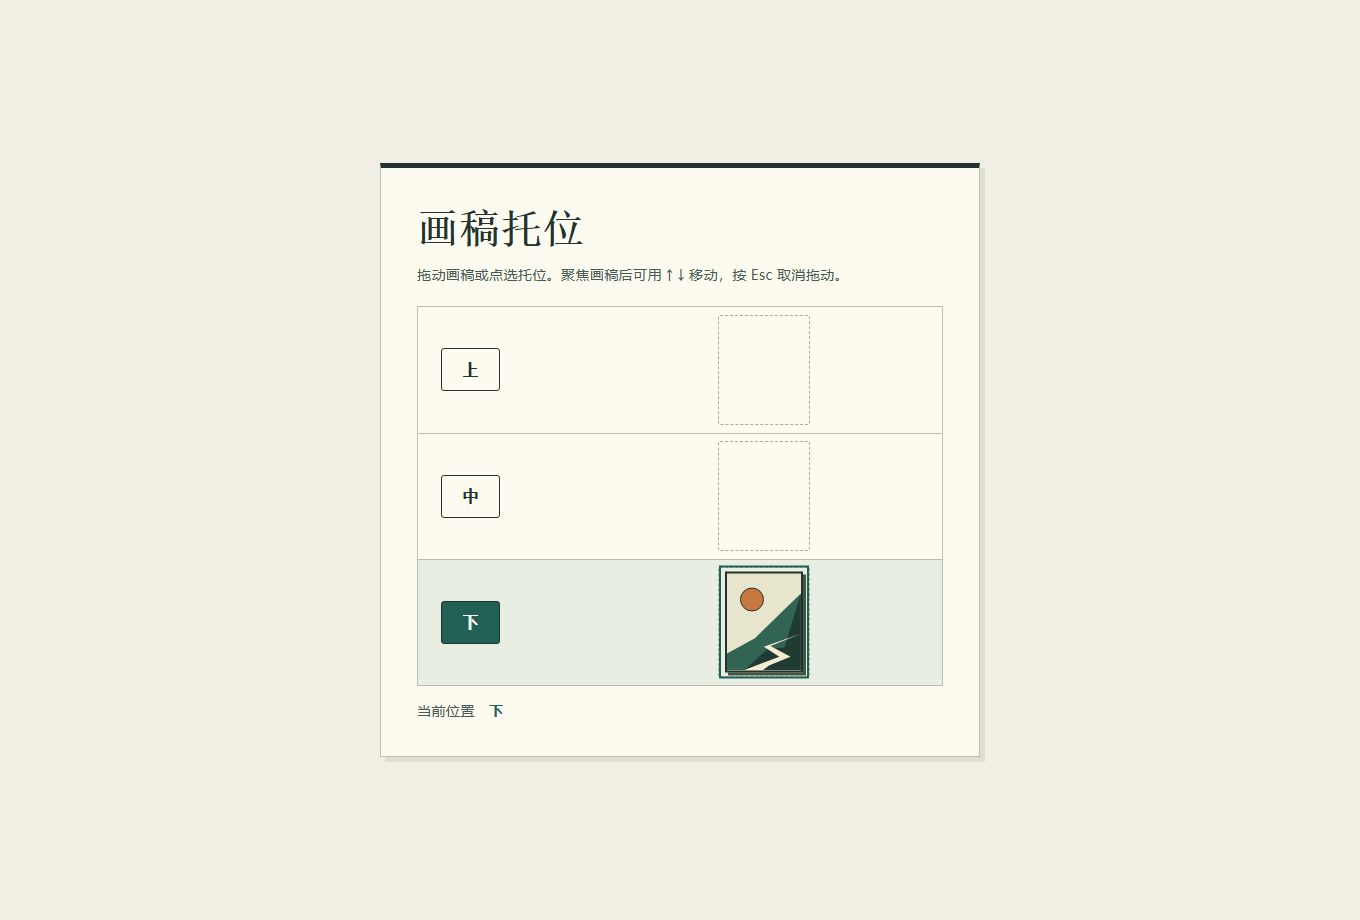 画稿托位
拖动画稿或点选托位。聚焦画稿后可用 ↑ ↓ 移动，按 Esc 取消拖动。
上
中
下
当前位置 下